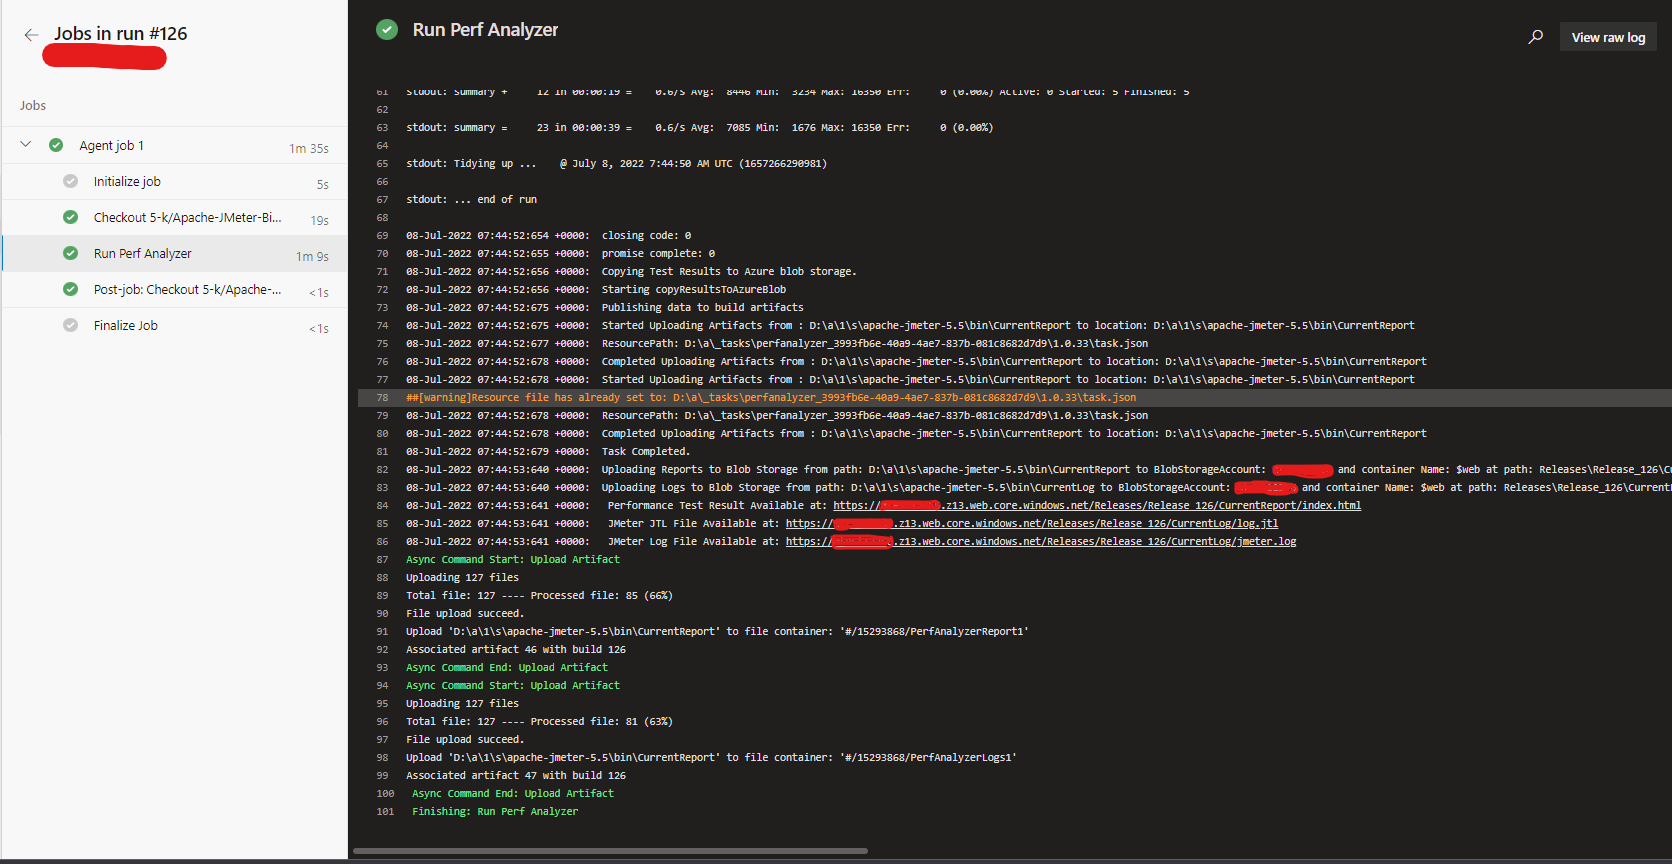 Jobs in run #126
Jobs
Agent job 1 1m 35s
Initialize job 5s
Checkout 5-k/Apache-JMeter-Bi... 19s
Run Perf Analyzer 1m 9s
Post-job: Checkout 5-k/Apache-... <1s
Finalize Job <1s
Run Perf Analyzer
View raw log
61 stdout: summary + 12 in 00:00:19 = 0.6/s Avg: 8446 Min: 3234 Max: 16350 Err: 0 (0.00%) Active: 0 Started: 5 Finished: 5
62
63 stdout: summary = 23 in 00:00:39 = 0.6/s Avg: 7085 Min: 1676 Max: 16350 Err: 0 (0.00%)
64
65 stdout: Tidying up ... @ July 8, 2022 7:44:50 AM UTC (1657266290981)
66
67 stdout: ... end of run
68
69 08-Jul-2022 07:44:52:654 +0000: closing code: 0
70 08-Jul-2022 07:44:52:655 +0000: promise complete: 0
71 08-Jul-2022 07:44:52:656 +0000: Copying Test Results to Azure blob storage.
72 08-Jul-2022 07:44:52:656 +0000: Starting copyResultsToAzureBlob
73 08-Jul-2022 07:44:52:675 +0000: Publishing data to build artifacts
74 08-Jul-2022 07:44:52:675 +0000: Started Uploading Artifacts from : D:\a\1\s\apache-jmeter-5.5\bin\CurrentReport to location: D:\a\1\s\apache-jmeter-5.5\bin\CurrentReport
75 08-Jul-2022 07:44:52:677 +0000: ResourcePath: D:\a\_tasks\perfanalyzer_3993fb6e-40a9-4ae7-837b-081c8682d7d9\1.0.33\task.json
76 08-Jul-2022 07:44:52:678 +0000: Completed Uploading Artifacts from : D:\a\1\s\apache-jmeter-5.5\bin\CurrentReport to location: D:\a\1\s\apache-jmeter-5.5\bin\CurrentReport
77 08-Jul-2022 07:44:52:678 +0000: Started Uploading Artifacts from : D:\a\1\s\apache-jmeter-5.5\bin\CurrentReport to location: D:\a\1\s\apache-jmeter-5.5\bin\CurrentReport
78 ##[warning]Resource file has already set to: D:\a\_tasks\perfanalyzer_3993fb6e-40a9-4ae7-837b-081c8682d7d9\1.0.33\task.json
79 08-Jul-2022 07:44:52:678 +0000: ResourcePath: D:\a\_tasks\perfanalyzer_3993fb6e-40a9-4ae7-837b-081c8682d7d9\1.0.33\task.json
80 08-Jul-2022 07:44:52:678 +0000: Completed Uploading Artifacts from : D:\a\1\s\apache-jmeter-5.5\bin\CurrentReport to location: D:\a\1\s\apache-jmeter-5.5\bin\CurrentReport
81 08-Jul-2022 07:44:52:679 +0000: Task Completed.
82 08-Jul-2022 07:44:53:640 +0000: Uploading Reports to Blob Storage from path: D:\a\1\s\apache-jmeter-5.5\bin\CurrentReport to BlobStorageAccount: and container Name: $web at path: Releases\Release_126\C
83 08-Jul-2022 07:44:53:640 +0000: Uploading Logs to Blob Storage from path: D:\a\1\s\apache-jmeter-5.5\bin\CurrentLog to BlobStorageAccount: and container Name: $web at path: Releases\Release_126\Current
84 08-Jul-2022 07:44:53:641 +0000: Performance Test Result Available at: https://.z13.web.core.windows.net/Releases/Release_126/CurrentReport/index.html
85 08-Jul-2022 07:44:53:641 +0000: JMeter JTL File Available at: https://.z13.web.core.windows.net/Releases/Release_126/CurrentLog/log.jtl
86 08-Jul-2022 07:44:53:641 +0000: JMeter Log File Available at: https://.z13.web.core.windows.net/Releases/Release_126/CurrentLog/jmeter.log
87 Async Command Start: Upload Artifact
88 Uploading 127 files
89 Total file: 127 ---- Processed file: 85 (66%)
90 File upload succeed.
91 Upload 'D:\a\1\s\apache-jmeter-5.5\bin\CurrentReport' to file container: '#/15293868/PerfAnalyzerReport1'
92 Associated artifact 46 with build 126
93 Async Command End: Upload Artifact
94 Async Command Start: Upload Artifact
95 Uploading 127 files
96 Total file: 127 ---- Processed file: 81 (63%)
97 File upload succeed.
98 Upload 'D:\a\1\s\apache-jmeter-5.5\bin\CurrentReport' to file container: '#/15293868/PerfAnalyzerLogs1'
99 Associated artifact 47 with build 126
100 Async Command End: Upload Artifact
101 Finishing: Run Perf Analyzer